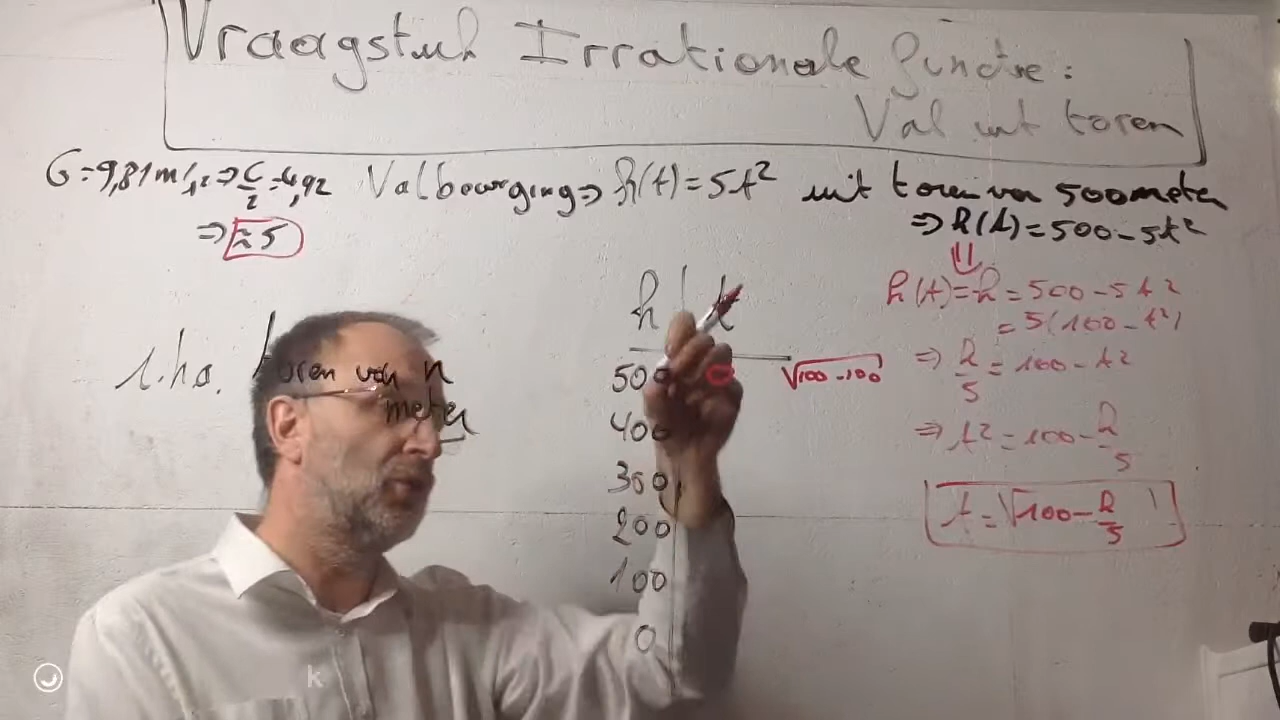 Vraagstuk Irrationale functie:
Val uit toren
G = 9,81 m/s² ⇒ G/2 = 4,92
⇒ ≈ 5
Valbeweging ⇒ h(t) = 5t² uit toren van 500 meter
⇒ h(t) = 500 - 5t²
h(t) = h = 500 - 5t²
= 5(100 - t²)
⇒ h/5 = 100 - t²
⇒ t² = 100 - h/5
t = √100 - h/5
toren van n
meter
h | t
500 0 √100-100
400
300
200
100
0
k